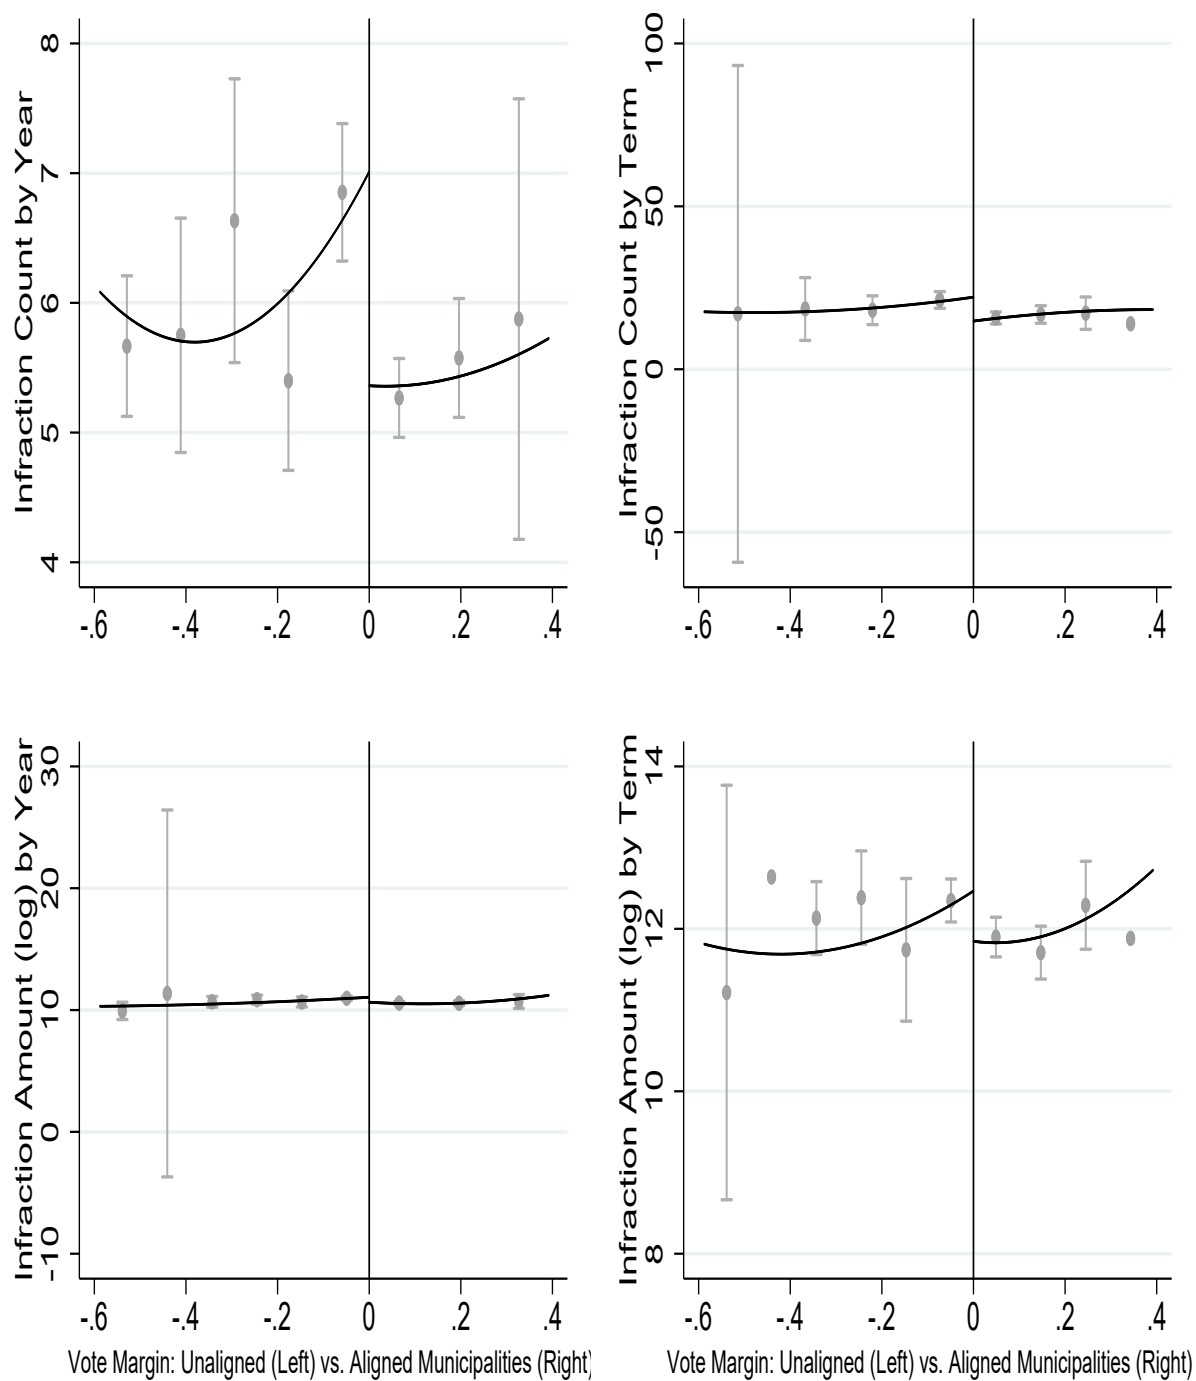 Infraction Count by Year
8
7
6
5
4
-.6 -.4 -.2 0 .2 .4
Infraction Count by Term
100
50
0
-50
-.6 -.4 -.2 0 .2 .4
Infraction Amount (log) by Year
30
20
10
0
-10
-.6 -.4 -.2 0 .2 .4
Vote Margin: Unaligned (Left) vs. Aligned Municipalities (Right)
Infraction Amount (log) by Term
14
12
10
8
-.6 -.4 -.2 0 .2 .4
Vote Margin: Unaligned (Left) vs. Aligned Municipalities (Right)